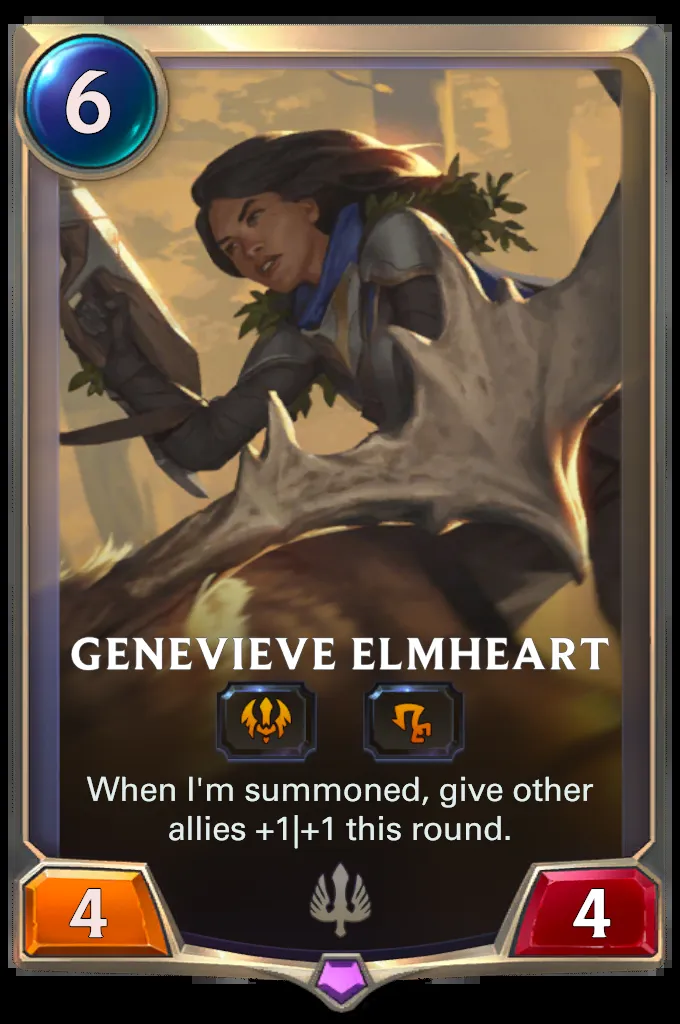 6
GENEVIEVE ELMHEART
When I'm summoned, give other
allies +1|+1 this round.
4
4